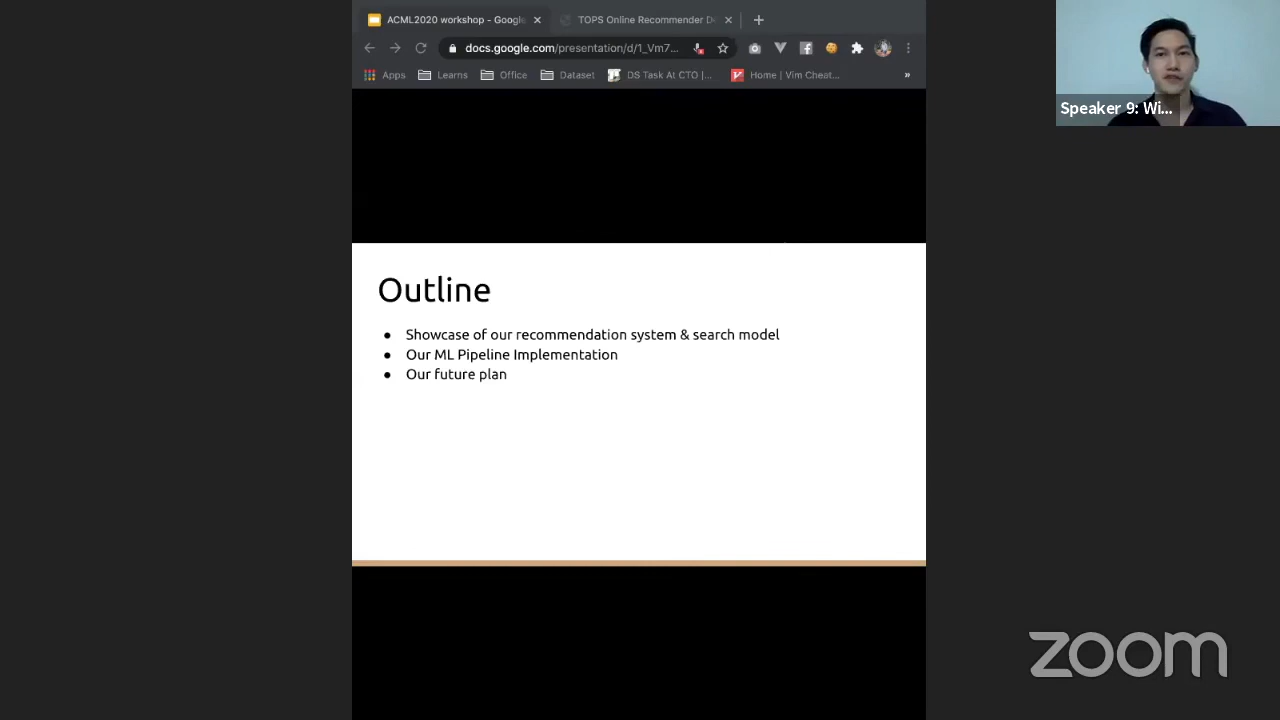 ACML2020 workshop - Google
TOPS Online Recommender De
docs.google.com/presentation/d/1_Vm7...
Apps
Learns
Office
Dataset
DS Task At CTO |...
Home | Vim Cheat...
»
Speaker 9: Wi...
Outline
● Showcase of our recommendation system & search model
● Our ML Pipeline Implementation
● Our future plan
zoom